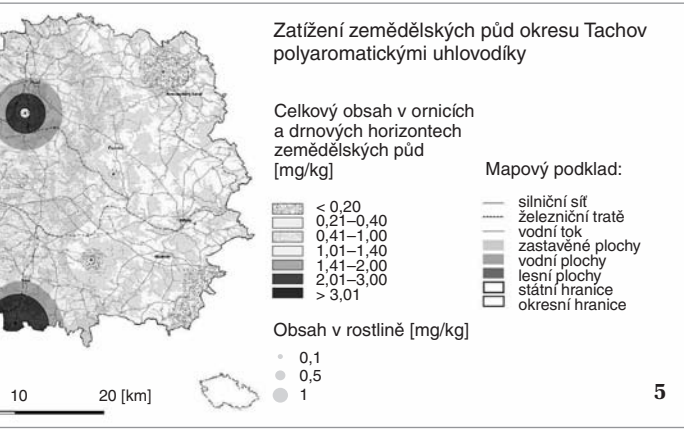 Zatížení zemědělských půd okresu Tachov
polyaromatickými uhlovodíky
Celkový obsah v ornicích
a drnových horizontech
zemědělských půd
[mg/kg]
< 0,20
0,21–0,40
0,41–1,00
1,01–1,40
1,41–2,00
2,01–3,00
> 3,01
Obsah v rostlině [mg/kg]
0,1
0,5
1
Mapový podklad:
silniční síť
železniční tratě
vodní tok
zastavěné plochy
vodní plochy
lesní plochy
státní hranice
okresní hranice
10 20 [km]
5